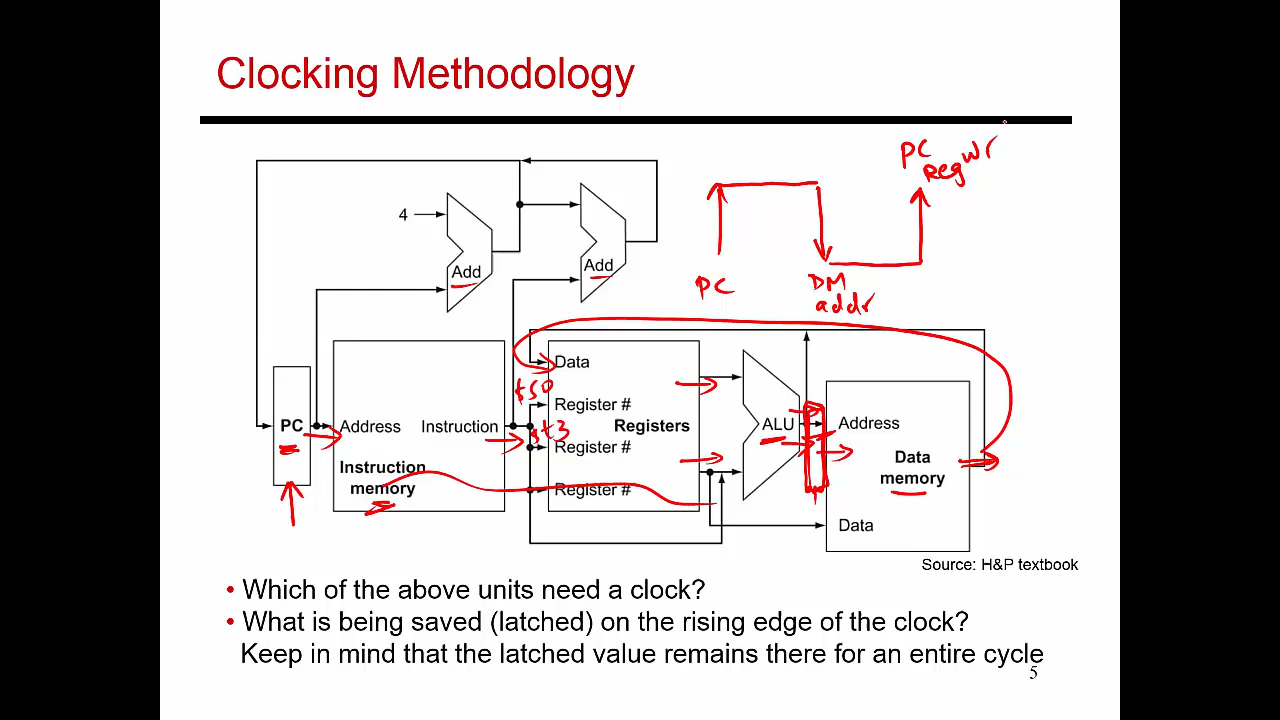 Clocking Methodology
PC
Reg Wr
4
Add
Add
PC
DM
addr
Data
$s0
Register #
PC
Address
Instruction
$t3
Registers
ALU
Address
Register #
Instruction
memory
Data
memory
Register #
Data
Source: H&P textbook
• Which of the above units need a clock?
• What is being saved (latched) on the rising edge of the clock?
Keep in mind that the latched value remains there for an entire cycle
5